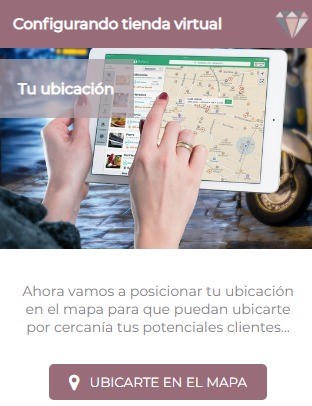 Configurando tienda virtual
Tu ubicación
Ahora vamos a posicionar tu ubicación
en el mapa para que puedan ubicarte
por cercanía tus potenciales clientes...
UBICARTE EN EL MAPA